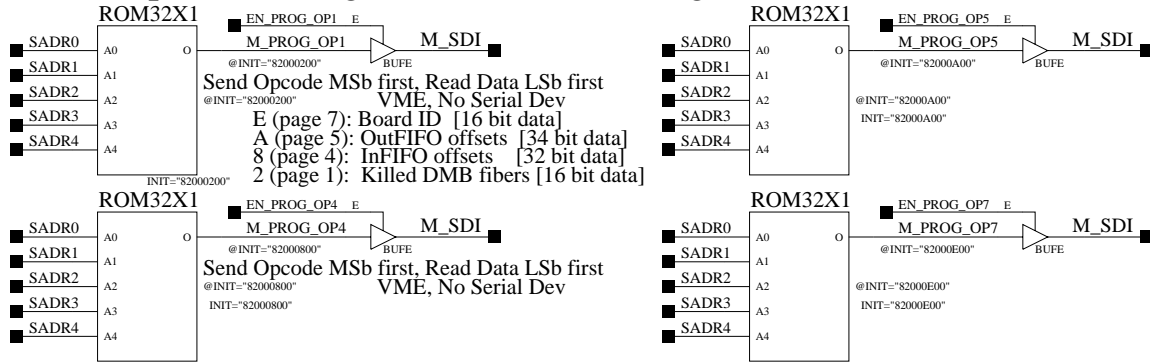 ROM32X1
EN_PROG_OP1 E
SADR0 A0 O M_PROG_OP1 M_SDI
@INIT="82000200" BUFE
SADR1 A1
Send Opcode MSb first, Read Data LSb first
SADR2 A2 @INIT="82000200" VME, No Serial Dev
E (page 7): Board ID [16 bit data]
SADR3 A3
A (page 5): OutFIFO offsets [34 bit data]
SADR4 A4
8 (page 4): InFIFO offsets [32 bit data]
INIT="82000200"
2 (page 1): Killed DMB fibers [16 bit data]
ROM32X1
EN_PROG_OP5 E
SADR0 A0 O M_PROG_OP5 M_SDI
@INIT="82000A00" BUFE
SADR1 A1
SADR2 A2 @INIT="82000A00"
SADR3 A3 INIT="82000A00"
SADR4 A4
ROM32X1
EN_PROG_OP4 E
SADR0 A0 O M_PROG_OP4 M_SDI
@INIT="82000800" BUFE
SADR1 A1
Send Opcode MSb first, Read Data LSb first
SADR2 A2 @INIT="82000800" VME, No Serial Dev
SADR3 A3 INIT="82000800"
SADR4 A4
ROM32X1
EN_PROG_OP7 E
SADR0 A0 O M_PROG_OP7 M_SDI
@INIT="82000E00" BUFE
SADR1 A1
SADR2 A2 @INIT="82000E00"
SADR3 A3 INIT="82000E00"
SADR4 A4